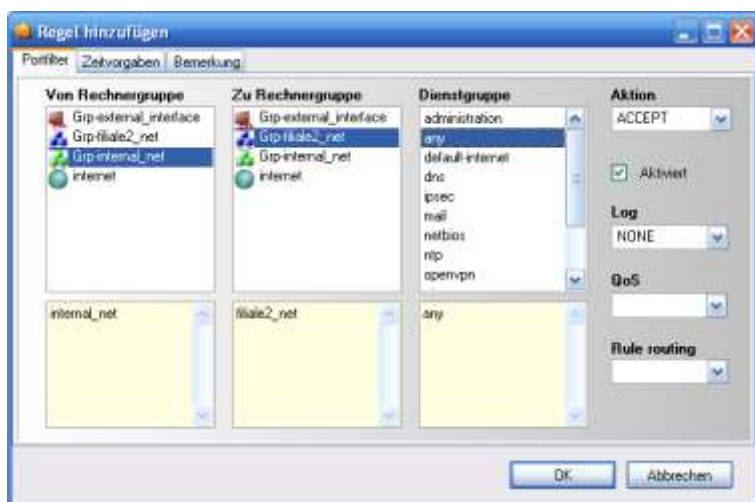 Regel hinzufügen
Portfilter Zeitvorgaben Bemerkung
Von Rechnergruppe
Grp-external_interface
Grp-filiale2_net
Grp-internal_net
internet
internal_net
Zu Rechnergruppe
Grp-external_interface
Grp-filiale2_net
Grp-internal_net
internet
filiale2_net
Dienstgruppe
administration
any
default-internet
dns
ipsec
mail
netbios
ntp
openvpn
any
Aktion
ACCEPT
Aktiviert
Log
NONE
QoS
Rule routing
OK Abbrechen